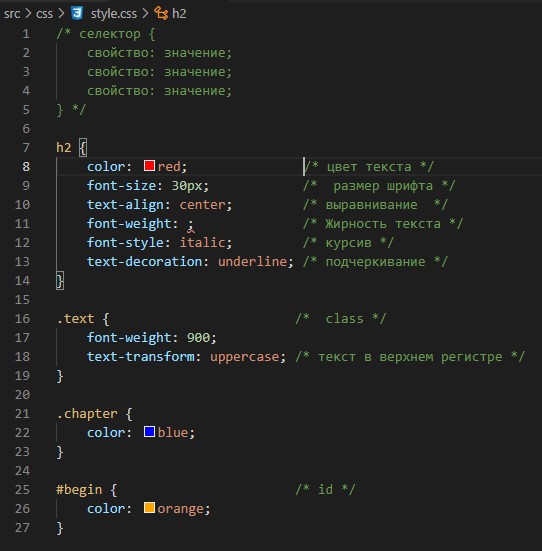 src > css > style.css > h2
1 /* селектор {
2 свойство: значение;
3 свойство: значение;
4 свойство: значение;
5 } */
6
7 h2 {
8 color: red; /* цвет текста */
9 font-size: 30px; /*  размер шрифта */
10 text-align: center; /* выравнивание  */
11 font-weight: ; /* Жирность текста */
12 font-style: italic; /* курсив */
13 text-decoration: underline; /* подчеркивание */
14 }
15
16 .text { /*  class */
17 font-weight: 900;
18 text-transform: uppercase; /* текст в верхнем регистре */
19 }
20
21 .chapter {
22 color: blue;
23 }
24
25 #begin { /* id */
26 color: orange;
27 }